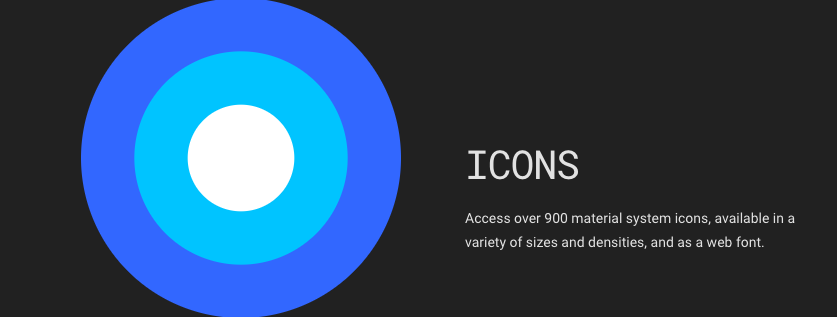 ICONS
Access over 900 material system icons, available in a
variety of sizes and densities, and as a web font.